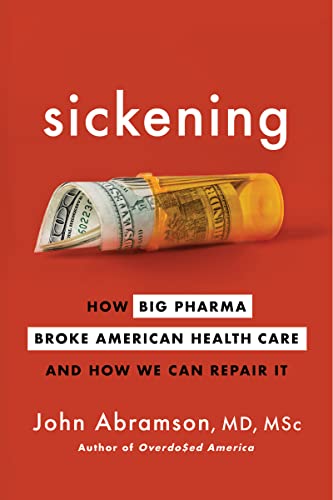 sickening
HOW BIG PHARMA
BROKE AMERICAN HEALTH CARE
AND HOW WE CAN REPAIR IT
John Abramson, MD, MSc
Author of Overdo$ed America